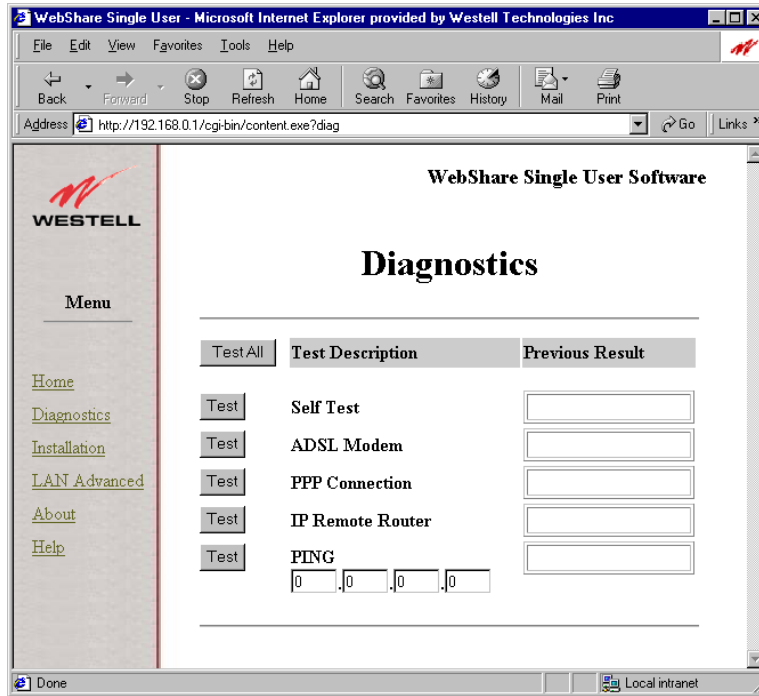 WebShare Single User - Microsoft Internet Explorer provided by Westell Technologies Inc
File Edit View Favorites Tools Help
Back Forward Stop Refresh Home Search Favorites History Mail Print
Address http://192.168.0.1/cgi-bin/content.exe?diag Go Links »
WESTELL
WebShare Single User Software
Diagnostics
Menu
Home
Diagnostics
Installation
LAN Advanced
About
Help
Test All Test Description Previous Result
Test Self Test
Test ADSL Modem
Test PPP Connection
Test IP Remote Router
Test PING
0 .0 .0 .0
Done Local intranet